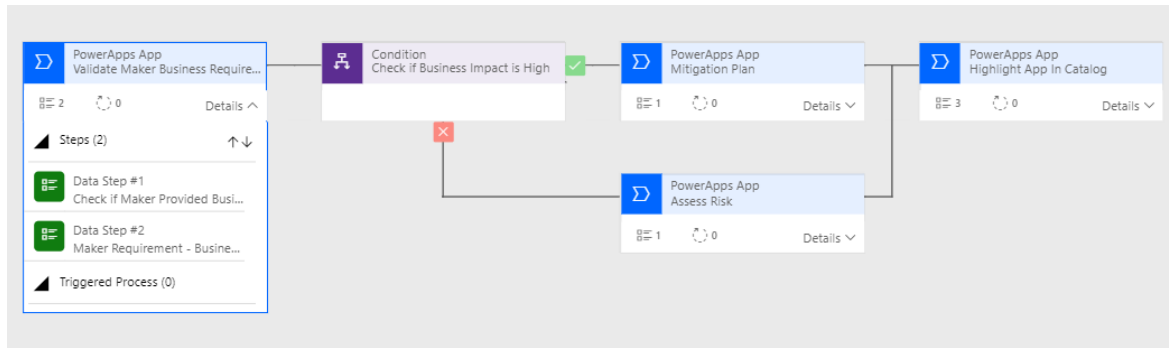 PowerApps App
Validate Maker Business Require...
2
0
Details
Steps (2)
Data Step #1
Check if Maker Provided Busi...
Data Step #2
Maker Requirement - Busine...
Triggered Process (0)
Condition
Check if Business Impact is High
PowerApps App
Mitigation Plan
1
0
Details
PowerApps App
Assess Risk
1
0
Details
PowerApps App
Highlight App In Catalog
3
0
Details